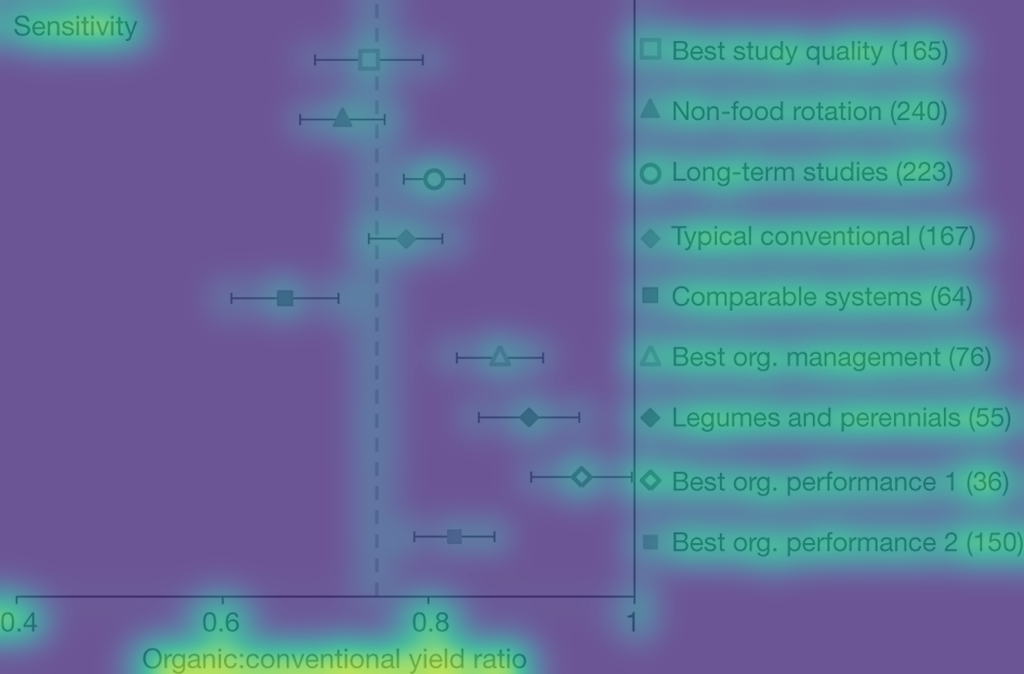 Sensitivity
Best study quality (165)
Non-food rotation (240)
Long-term studies (223)
Typical conventional (167)
Comparable systems (64)
Best org. management (76)
Legumes and perennials (55)
Best org. performance 1 (36)
Best org. performance 2 (150)
0.4 0.6 0.8 1
Organic:conventional yield ratio